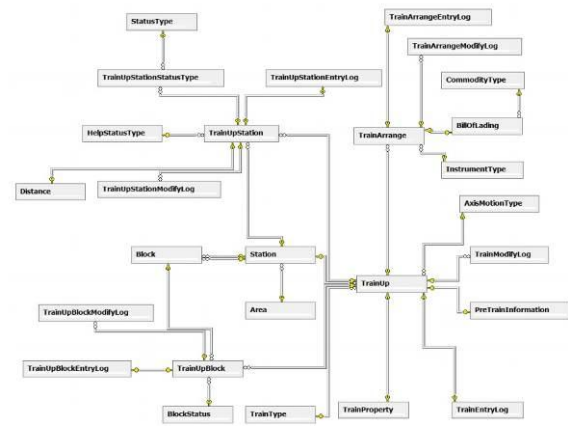 StatusType
TrainArrangeEntryLog
TrainArrangeModifyLog
TrainUpStationStatusType
TrainUpStationEntryLog
CommodityType
HelpStatusType
TrainUpStation
TrainArrange
BillOfLading
InstrumentType
Distance
TrainUpStationModifyLog
AxisMotionType
Block
Station
TrainModifyLog
TrainUp
Area
PreTrainInformation
TrainUpBlockModifyLog
TrainUpBlockEntryLog
TrainUpBlock
BlockStatus
TrainType
TrainProperty
TrainEntryLog